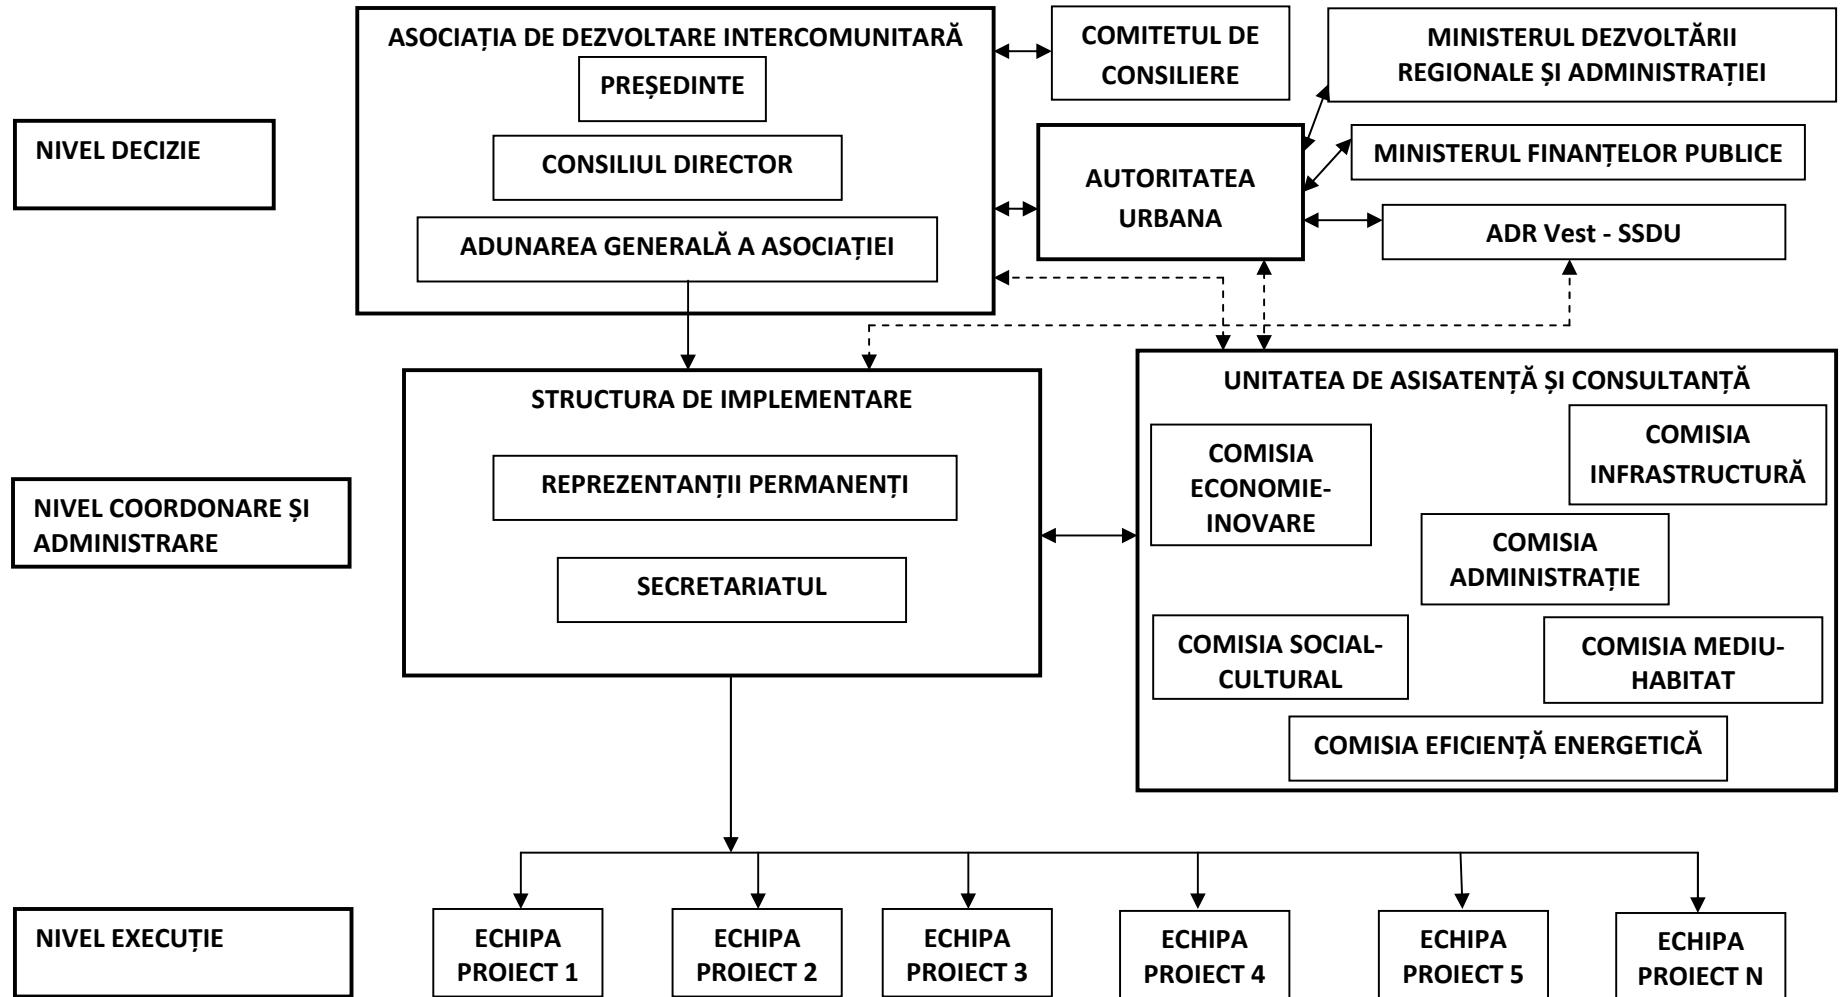 ASOCIAȚIA DE DEZVOLTARE INTERCOMUNITARĂ
PREȘEDINTE
CONSILIUL DIRECTOR
ADUNAREA GENERALĂ A ASOCIAȚIEI
COMITETUL DE
CONSILIERE
MINISTERUL DEZVOLTĂRII
REGIONALE ȘI ADMINISTRAȚIEI
NIVEL DECIZIE
AUTORITATEA
URBANA
MINISTERUL FINANȚELOR PUBLICE
ADR Vest - SSDU
STRUCTURA DE IMPLEMENTARE
REPREZENTANȚII PERMANENȚI
SECRETARIATUL
NIVEL COORDONARE ȘI
ADMINISTRARE
UNITATEA DE ASISATENȚĂ ȘI CONSULTANȚĂ
COMISIA
ECONOMIE-
INOVARE
COMISIA
INFRASTRUCTURĂ
COMISIA
ADMINISTRAȚIE
COMISIA SOCIAL-
CULTURAL
COMISIA MEDIU-
HABITAT
COMISIA EFICIENȚĂ ENERGETICĂ
NIVEL EXECUȚIE
ECHIPA
PROIECT 1
ECHIPA
PROIECT 2
ECHIPA
PROIECT 3
ECHIPA
PROIECT 4
ECHIPA
PROIECT 5
ECHIPA
PROIECT N